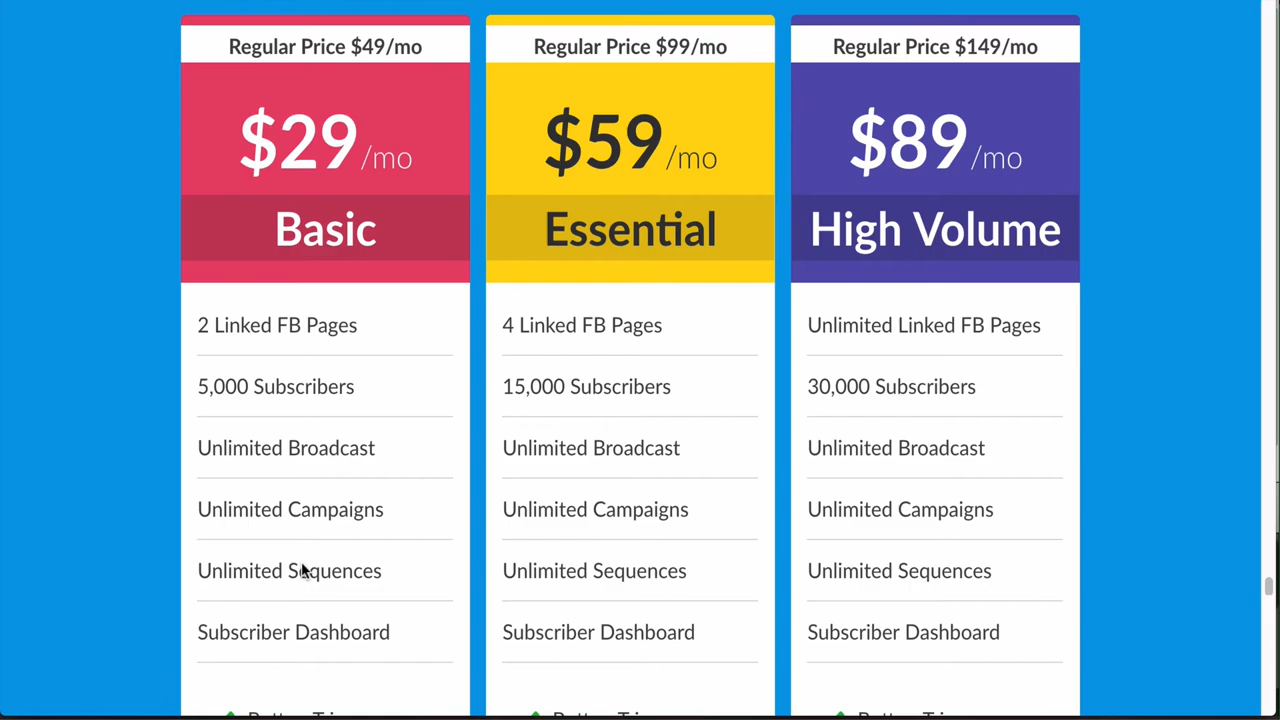 Regular Price $49/mo
$29/mo
Basic
2 Linked FB Pages
5,000 Subscribers
Unlimited Broadcast
Unlimited Campaigns
Unlimited Sequences
Subscriber Dashboard
Regular Price $99/mo
$59/mo
Essential
4 Linked FB Pages
15,000 Subscribers
Unlimited Broadcast
Unlimited Campaigns
Unlimited Sequences
Subscriber Dashboard
Regular Price $149/mo
$89/mo
High Volume
Unlimited Linked FB Pages
30,000 Subscribers
Unlimited Broadcast
Unlimited Campaigns
Unlimited Sequences
Subscriber Dashboard